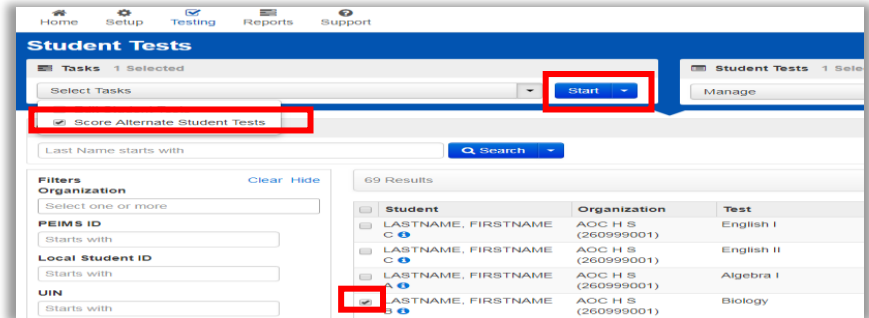 Home Setup Testing Reports Support
Student Tests
Tasks 1 Selected
Student Tests 1
Select Tasks
Start
Manage
Score Alternate Student Tests
Last Name starts with
Search
Filters Clear Hide
69 Results
Organization
Select one or more
Student Organization Test
PEIMS ID
LASTNAME, FIRSTNAME AOC H S English I
C (260999001)
Starts with
Local Student ID
LASTNAME, FIRSTNAME AOC H S English II
C (260999001)
Starts with
LASTNAME, FIRSTNAME AOC H S Algebra I
A (260999001)
UIN
Starts with
LASTNAME, FIRSTNAME AOC H S Biology
B (260999001)